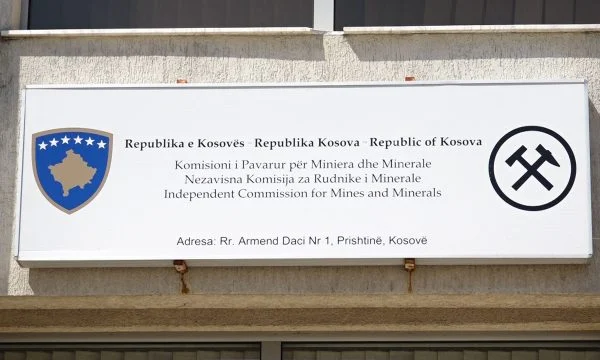 Republika e Kosovës - Republika Kosova - Republic of Kosova
Komisioni i Pavarur për Miniera dhe Minerale
Nezavisna Komisija za Rudnike i Minerale
Independent Commission for Mines and Minerals
Adresa: Rr. Armend Daci Nr 1, Prishtinë, Kosovë